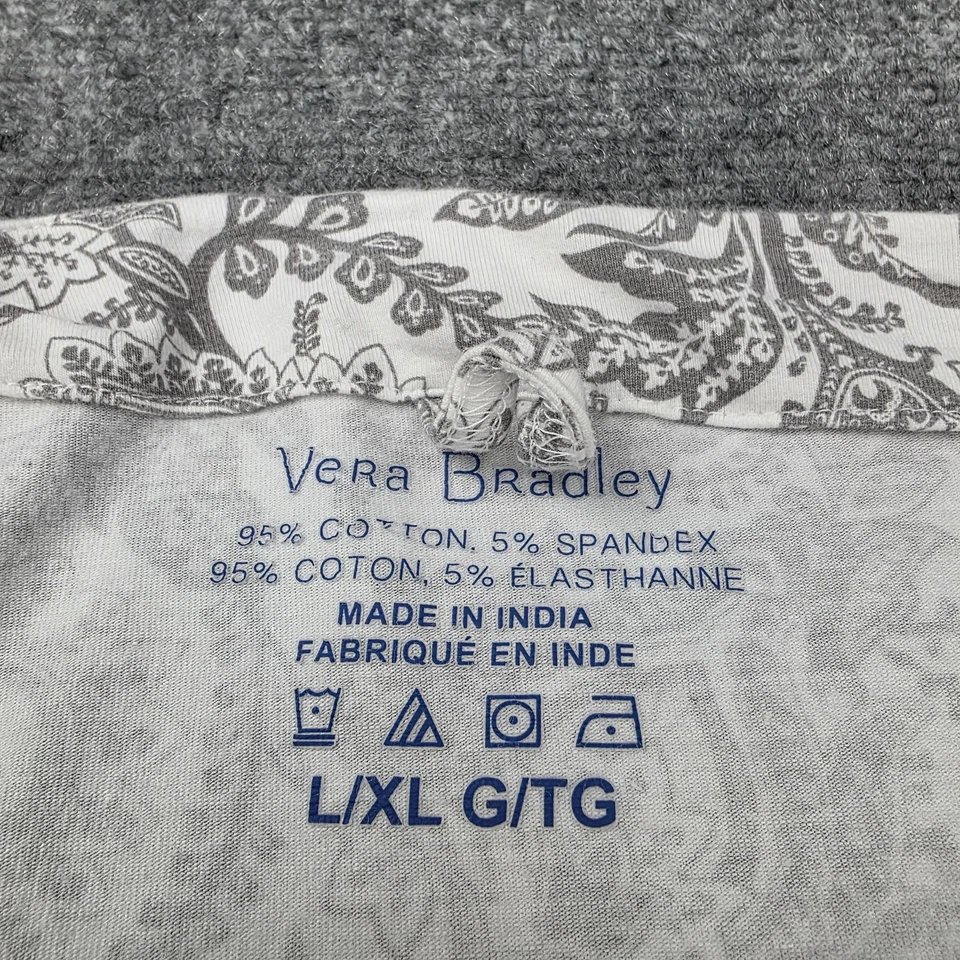 Vera Bradley
95% COTTON, 5% SPANDEX
95% COTON, 5% ÉLASTHANNE
MADE IN INDIA
FABRIQUÉ EN INDE
L/XL G/TG